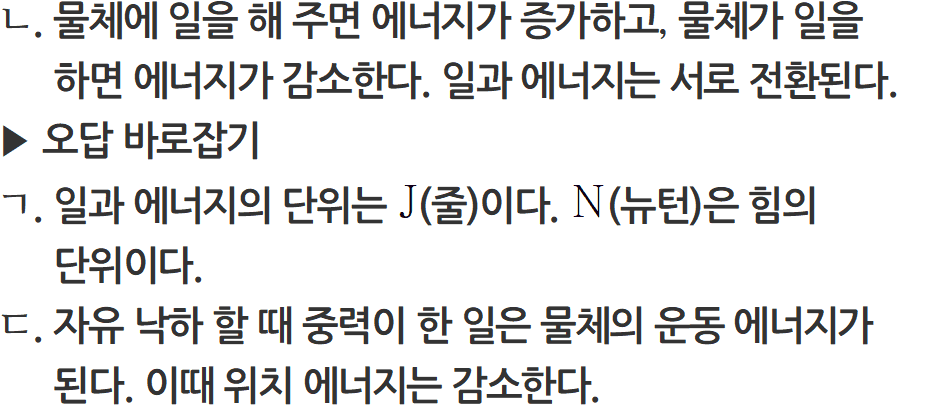 ㄴ. 물체에 일을 해 주면 에너지가 증가하고, 물체가 일을
하면 에너지가 감소한다. 일과 에너지는 서로 전환된다.
▶ 오답 바로잡기
ㄱ. 일과 에너지의 단위는 J(줄)이다. N(뉴턴)은 힘의
단위이다.
ㄷ. 자유 낙하 할 때 중력이 한 일은 물체의 운동 에너지가
된다. 이때 위치 에너지는 감소한다.